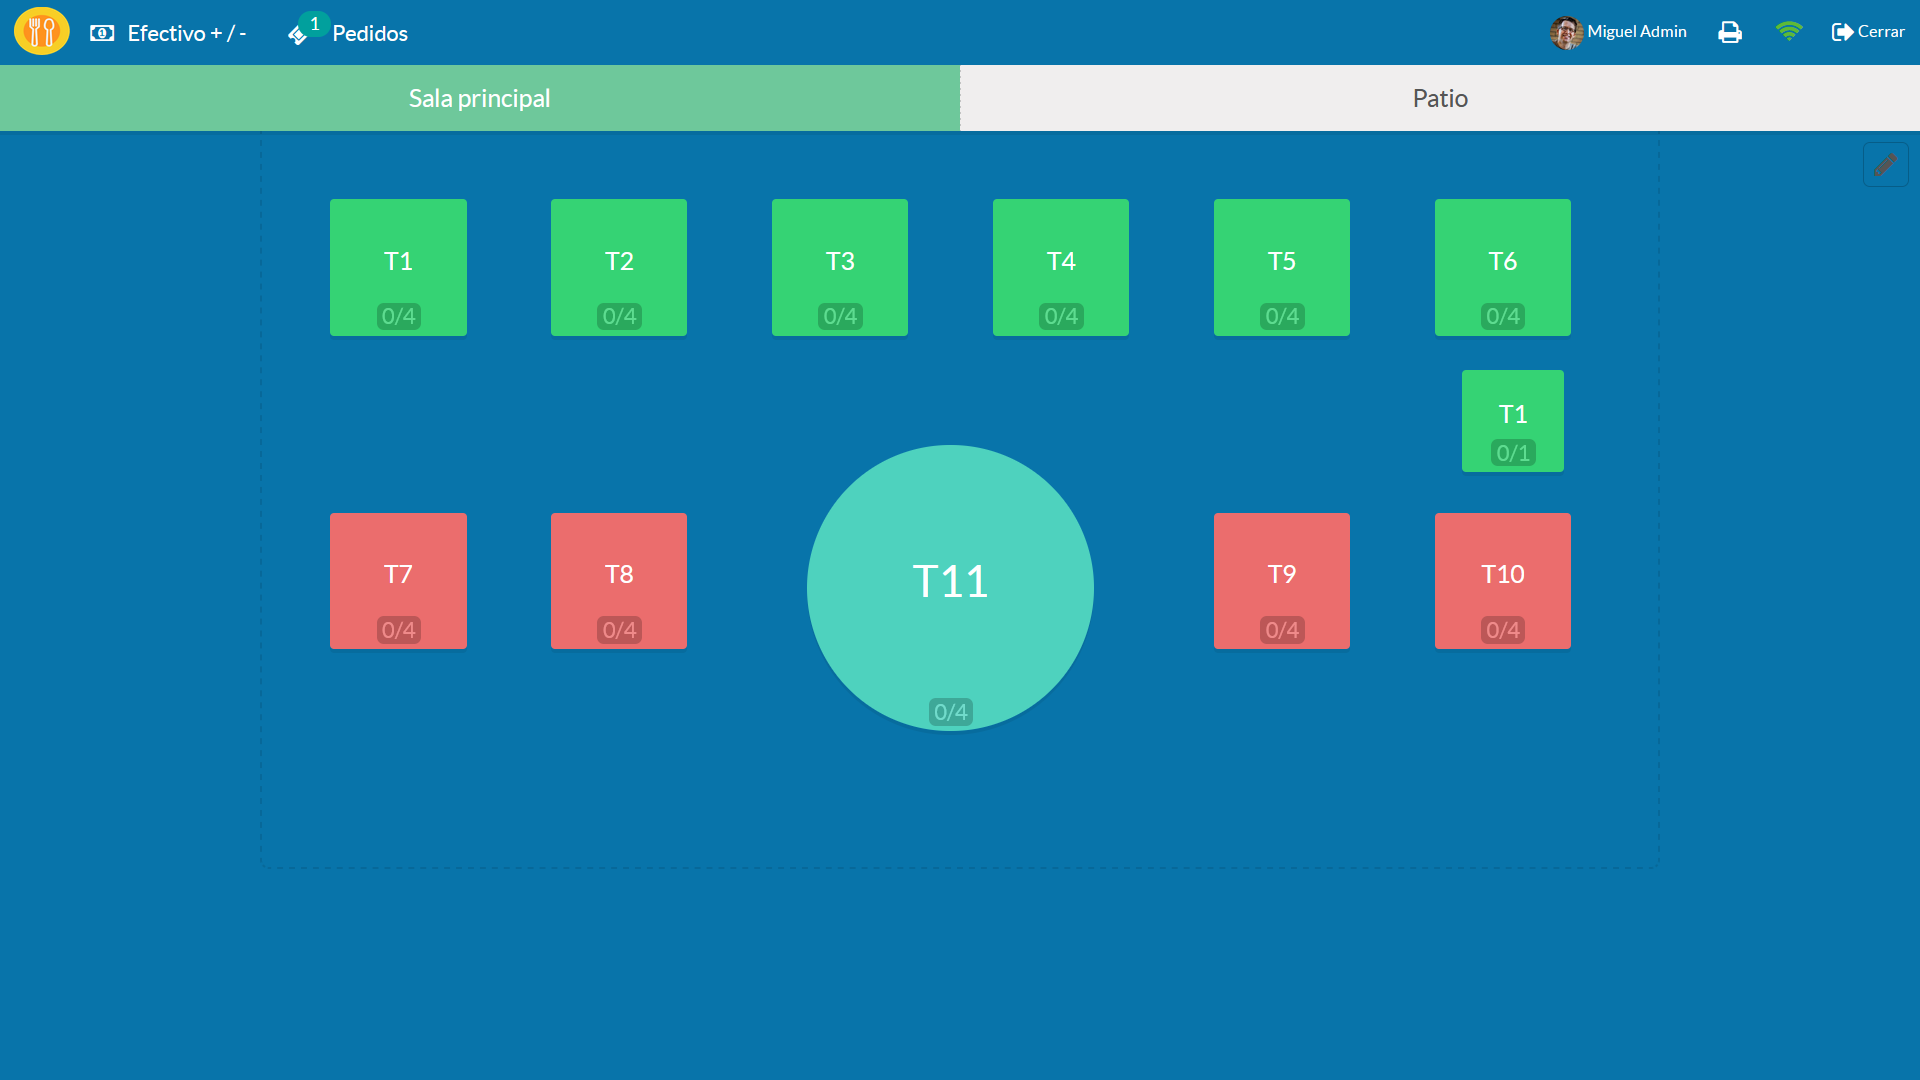 Efectivo + / -
1
Pedidos
Miguel Admin
Cerrar
Sala principal
Patio
T1
0/4
T2
0/4
T3
0/4
T4
0/4
T5
0/4
T6
0/4
T1
0/1
T7
0/4
T8
0/4
T11
0/4
T9
0/4
T10
0/4